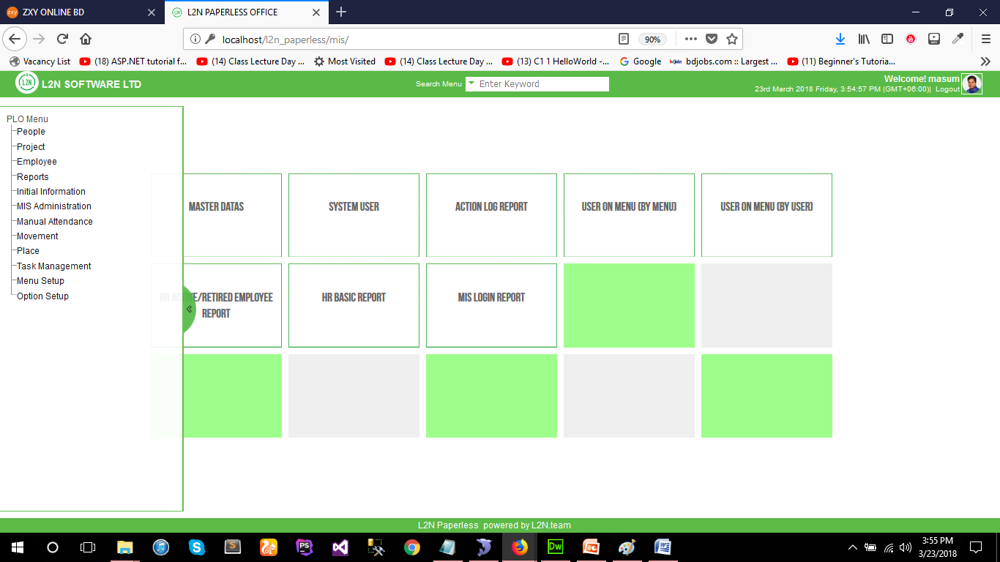 ZXY ONLINE BD
L2N PAPERLESS OFFICE
localhost/l2n_paperless/mis/
90%
Vacancy List
(18) ASP.NET tutorial f...
(14) Class Lecture Day ...
Most Visited
(14) Class Lecture Day ...
(13) C1 1 HelloWorld -...
Google
bdjobs.com :: Largest ...
(11) Beginner's Tutoria...
L2N SOFTWARE LTD
Search Menu
Enter Keyword
Welcome! masum
23rd March 2018 Friday, 3:54:57 PM (GMT+06:00)| Logout
PLO Menu
People
Project
Employee
Reports
Initial Information
MIS Administration
Manual Attendance
Movement
Place
Task Management
Menu Setup
Option Setup
MASTER DATAS
SYSTEM USER
ACTION LOG REPORT
USER ON MENU (BY MENU)
USER ON MENU (BY USER)
HR ACTIVE/RETIRED EMPLOYEE
REPORT
HR BASIC REPORT
MIS LOGIN REPORT
L2N Paperless powered by L2N.team
3:55 PM
3/23/2018